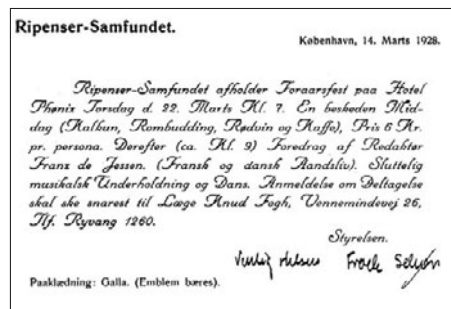 Ripenser-Samfundet.
København, 14. Marts 1928.
Ripenser-Samfundet afholder Foraarsfest paa Hotel
Phønix Torsdag d. 22. Marts Kl. 7. En beskeden Mid-
dag (Kalkun, Rombudding, Rødvin og Kaffe), Pris 6 Kr.
pr. persona. Derefter (ca. Kl. 9) Foredrag af Redaktør
Franz de Jessen. (Fransk og dansk Aandsliv). Sluttelig
musikalsk Underholdning og Dans. Anmeldelse om Deltagelse
skal ske snarest til Læge Knud Fogh, Vennemindevej 26,
Tlf. Ryvang 1260.
Styrelsen.
Paaklædning: Galla. (Emblem bæres).